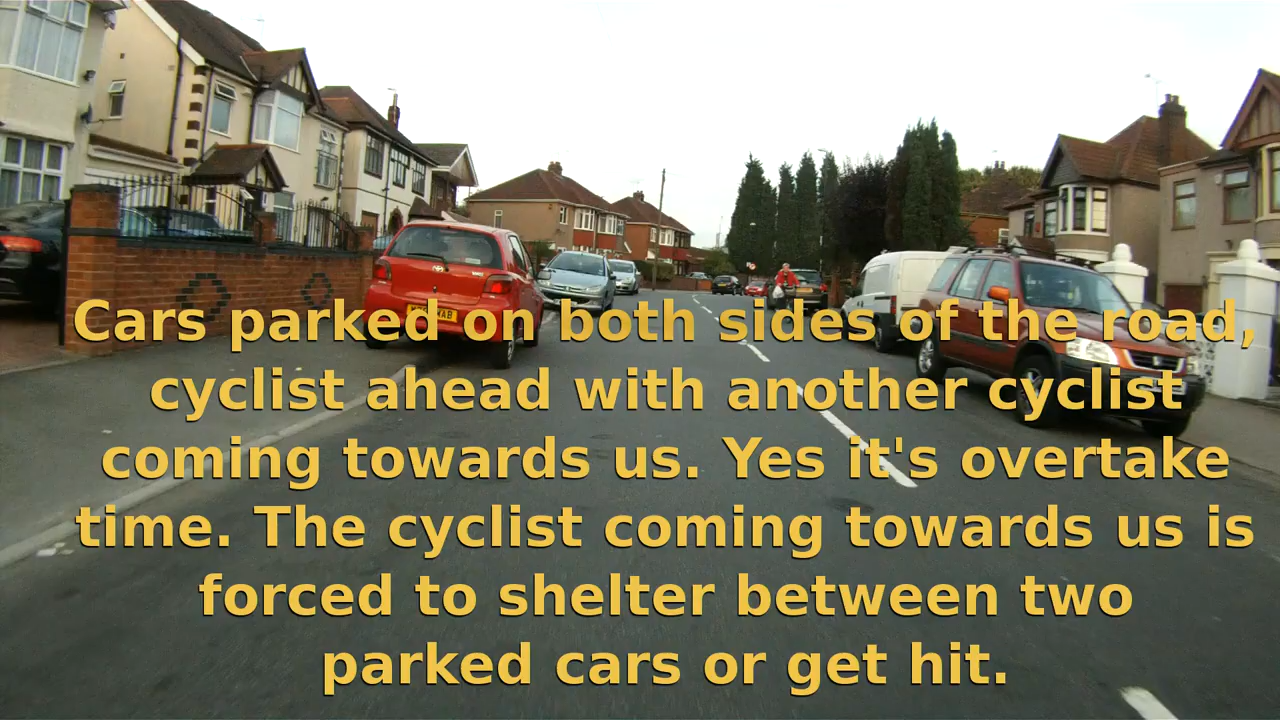 Cars parked on both sides of the road,
cyclist ahead with another cyclist
coming towards us. Yes it's overtake
time. The cyclist coming towards us is
forced to shelter between two
parked cars or get hit.